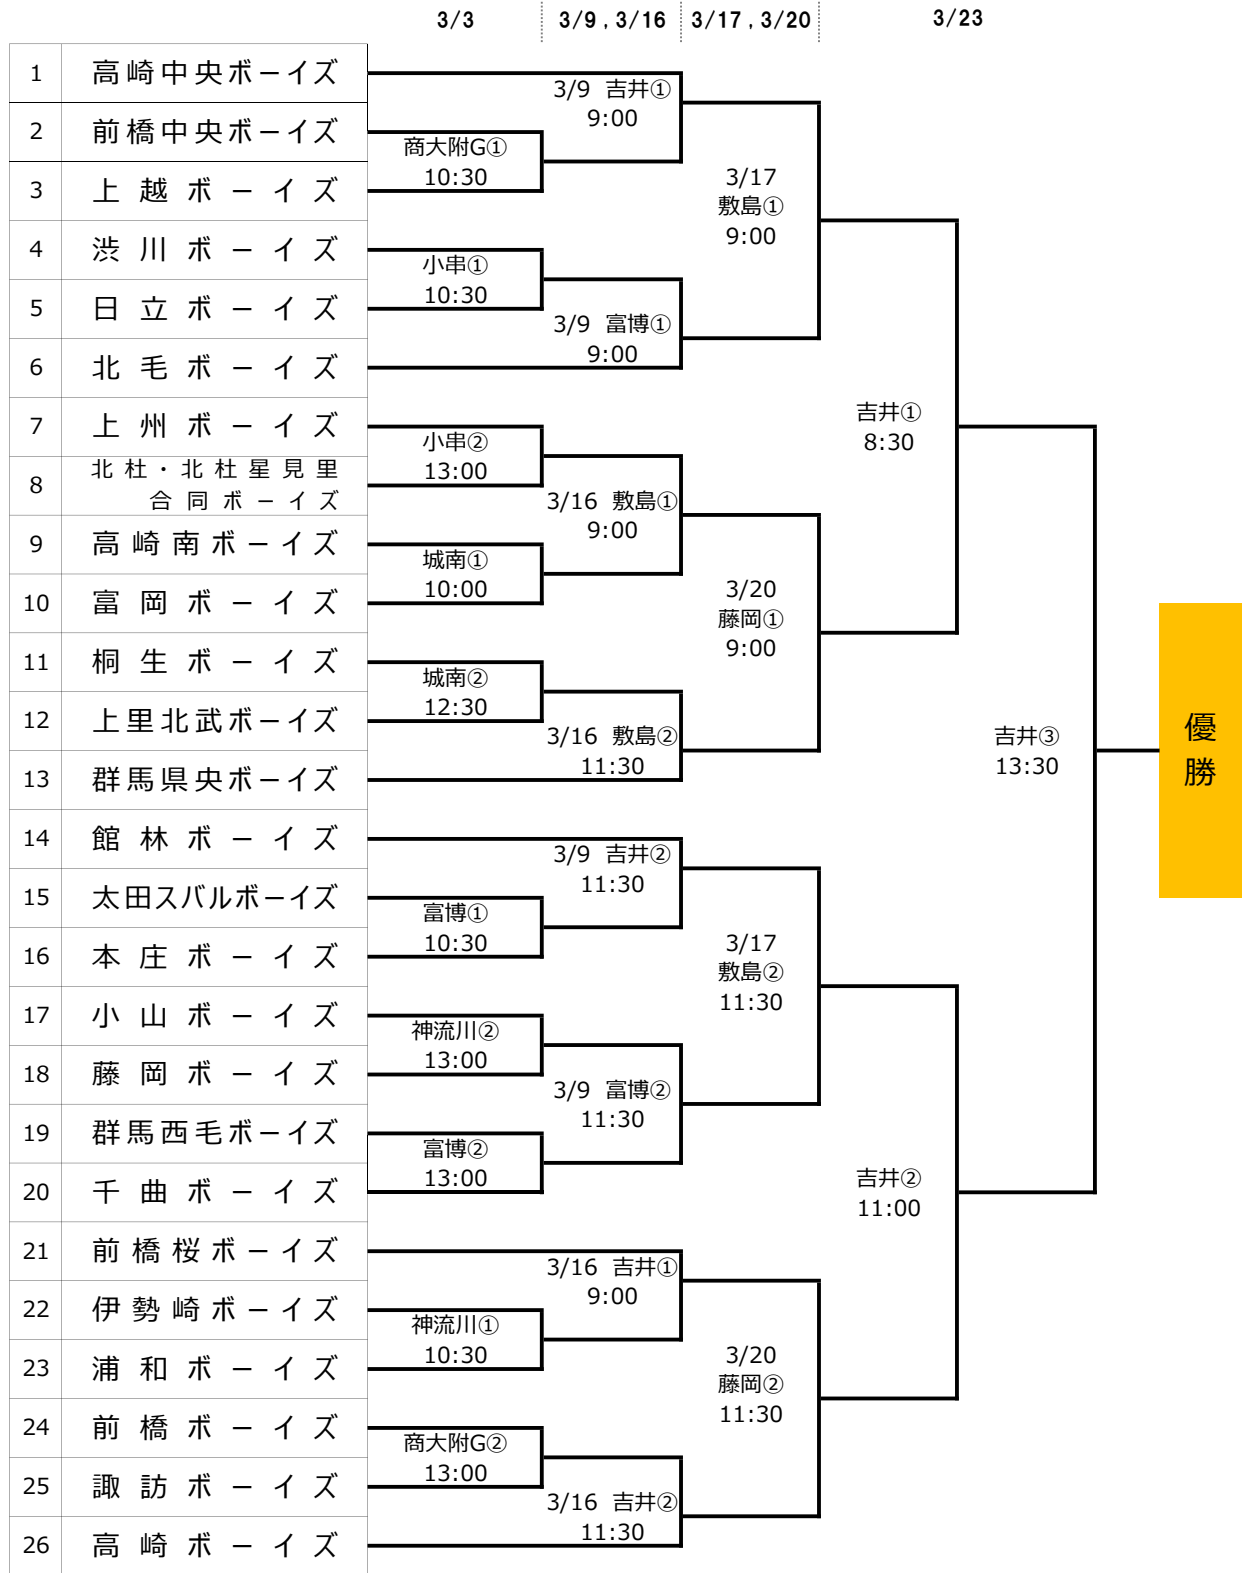 3/3 3/9 , 3/16 3/17 , 3/20 3/23
1 高崎中央ボーイズ
3/9 吉井①
9:00
2 前橋中央ボーイズ
商大附G①
10:30
3 上越ボーイズ
3/17
敷島①
9:00
4 渋川ボーイズ
小串①
10:30
5 日立ボーイズ
3/9 富博①
9:00
6 北毛ボーイズ
吉井①
8:30
7 上州ボーイズ
小串②
13:00
8 北杜・北杜星見里
合同ボーイズ
3/16 敷島①
9:00
9 高崎南ボーイズ
城南①
10:00
10 富岡ボーイズ
3/20
藤岡①
9:00
11 桐生ボーイズ
城南②
12:30
12 上里北武ボーイズ
3/16 敷島②
11:30
13 群馬県央ボーイズ
吉井③
13:30
優
勝
14 館林ボーイズ
3/9 吉井②
11:30
15 太田スバルボーイズ
富博①
10:30
16 本庄ボーイズ
3/17
敷島②
11:30
17 小山ボーイズ
神流川②
13:00
18 藤岡ボーイズ
3/9 富博②
11:30
19 群馬西毛ボーイズ
富博②
13:00
20 千曲ボーイズ
吉井②
11:00
21 前橋桜ボーイズ
3/16 吉井①
9:00
22 伊勢崎ボーイズ
神流川①
10:30
23 浦和ボーイズ
3/20
藤岡②
11:30
24 前橋ボーイズ
商大附G②
13:00
25 諏訪ボーイズ
3/16 吉井②
11:30
26 高崎ボーイズ